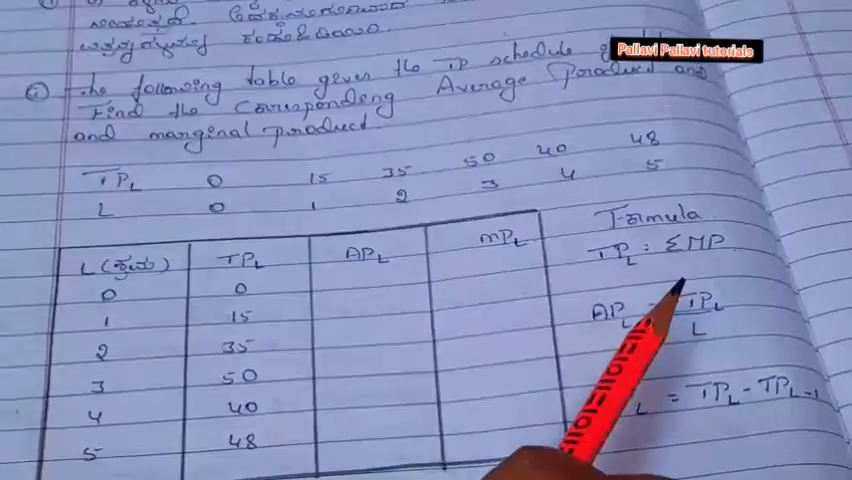 Pallavi Pallavi tutorials
The following table gives the TP schedule
Find the Corresponding Average Product and
and marginal product.
TPL 0 15 35 50 40 48
L 0 1 2 3 4 5
L (ಶ್ರಮ) TPL APL MPL
0 0
1 15
2 35
3 50
4 40
5 48
Formula
TPL = ΣMP
APL = TPL
L
L = TPL - TPL-1